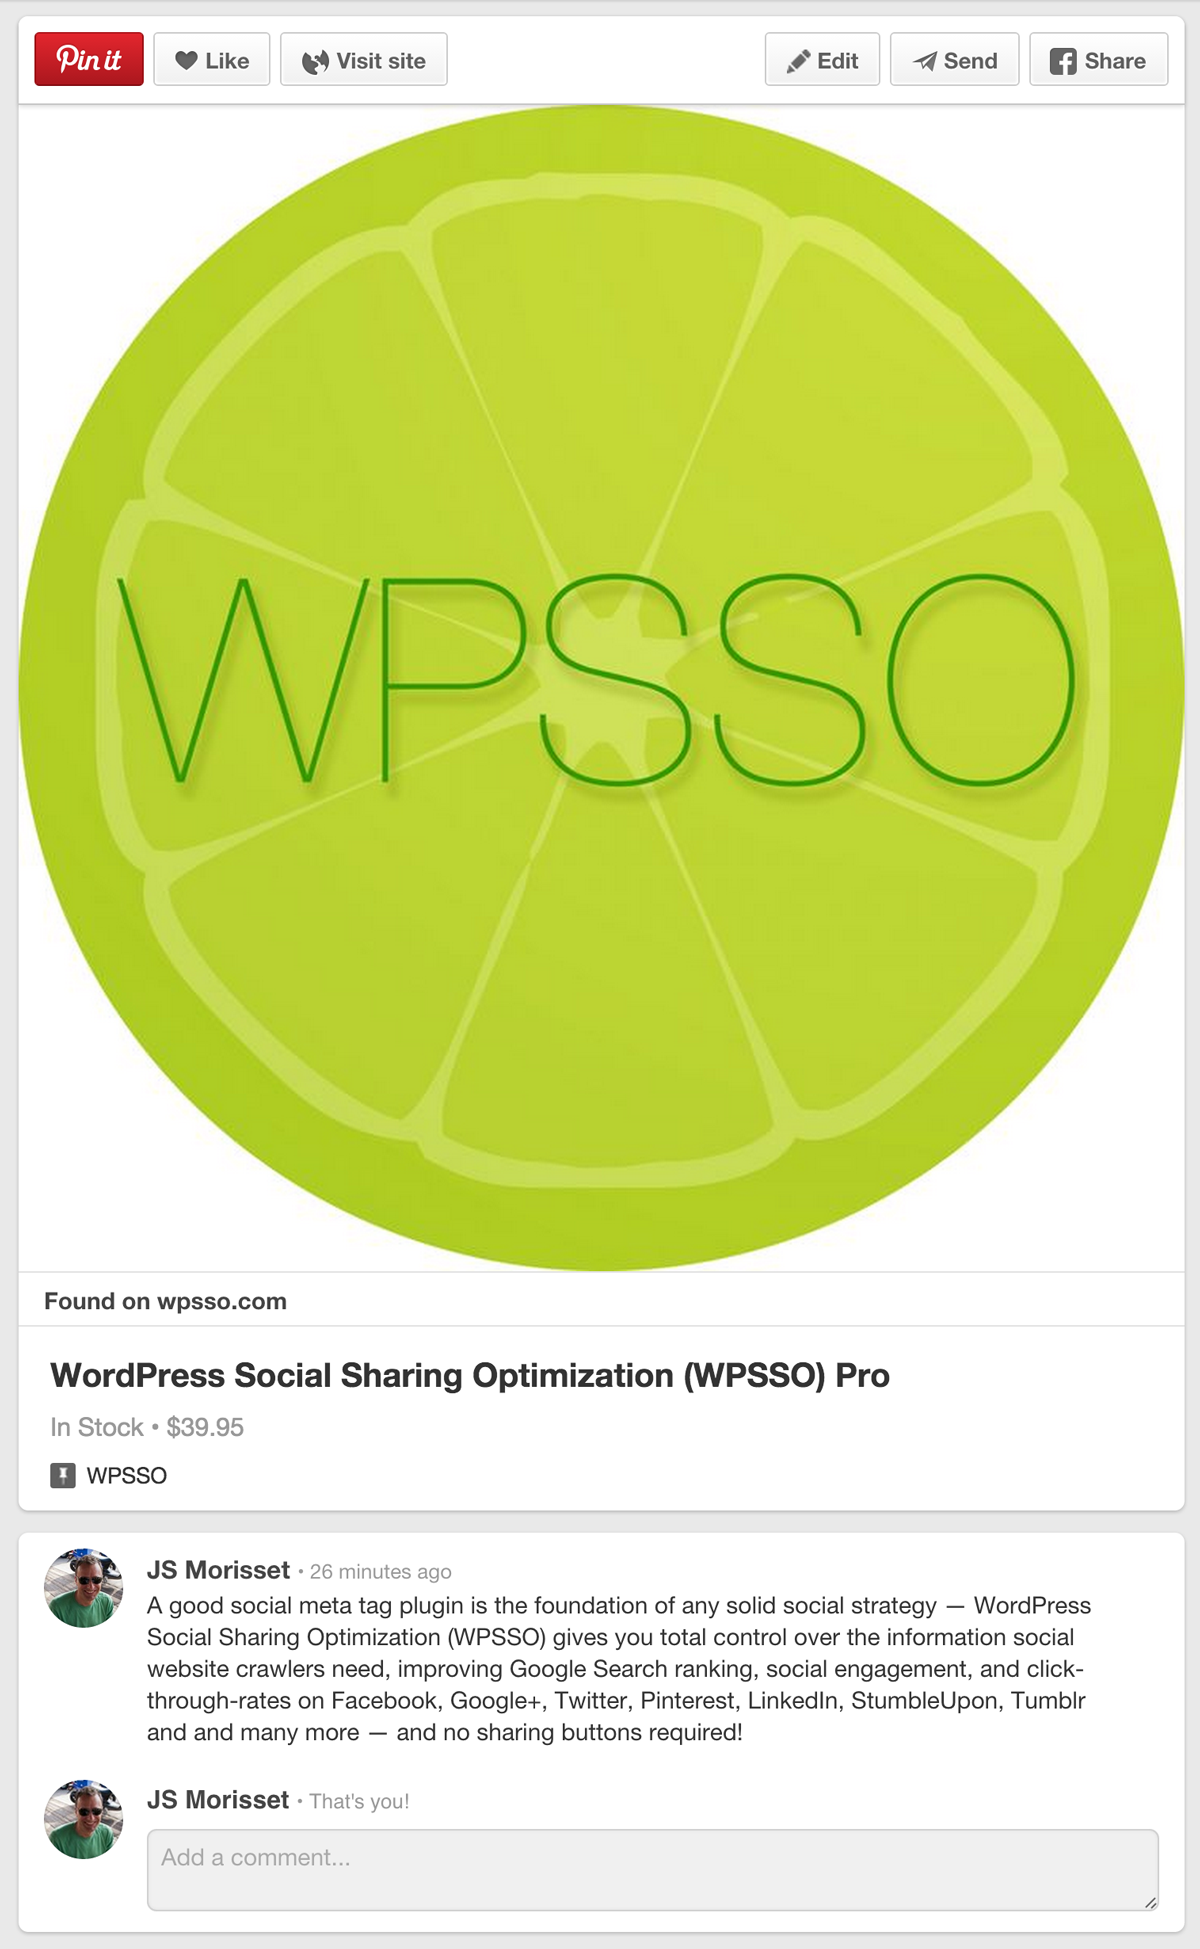 Pin it Like Visit site Edit Send Share
WPSSO
Found on wpsso.com
WordPress Social Sharing Optimization (WPSSO) Pro
In Stock • $39.95
WPSSO
JS Morisset • 26 minutes ago
A good social meta tag plugin is the foundation of any solid social strategy — WordPress
Social Sharing Optimization (WPSSO) gives you total control over the information social
website crawlers need, improving Google Search ranking, social engagement, and click-
through-rates on Facebook, Google+, Twitter, Pinterest, LinkedIn, StumbleUpon, Tumblr
and and many more — and no sharing buttons required!
JS Morisset • That's you!
Add a comment...